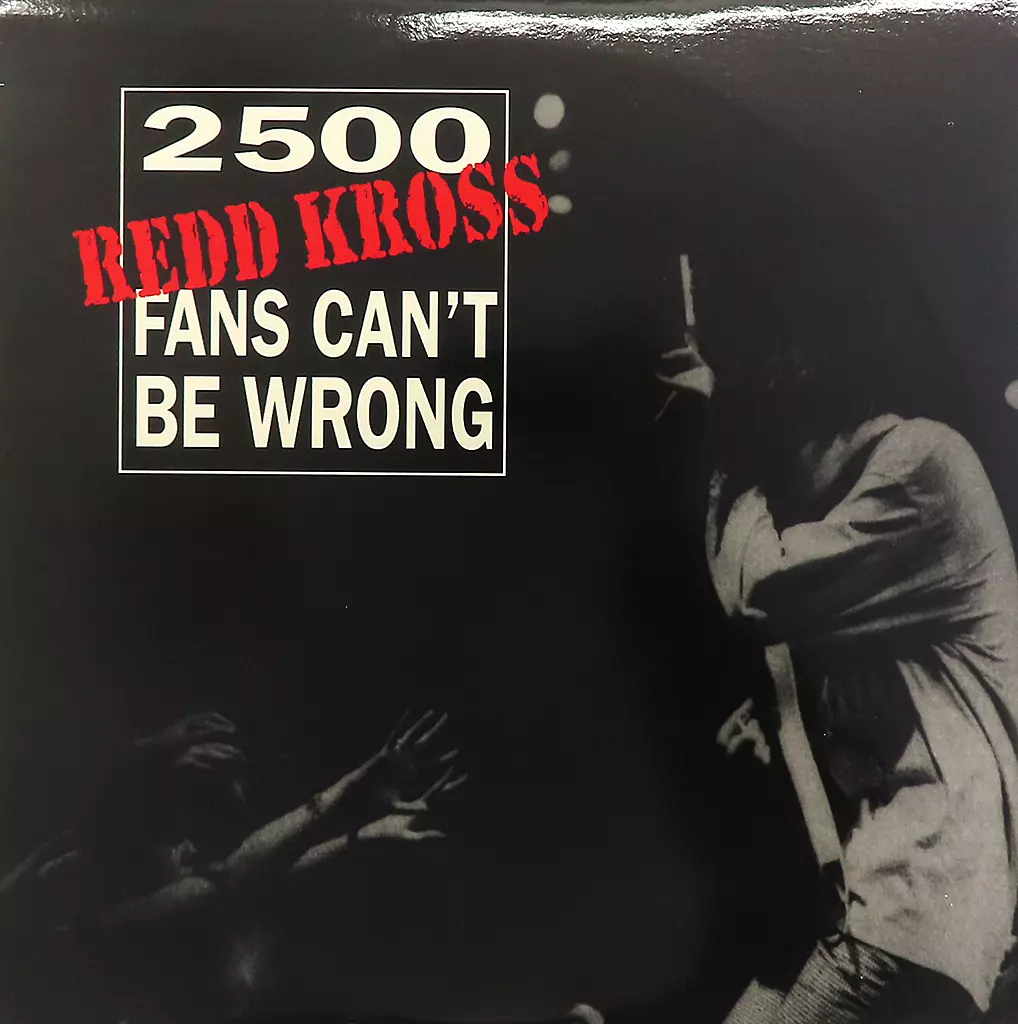 2500
REDD KROSS
FANS CAN'T
BE WRONG